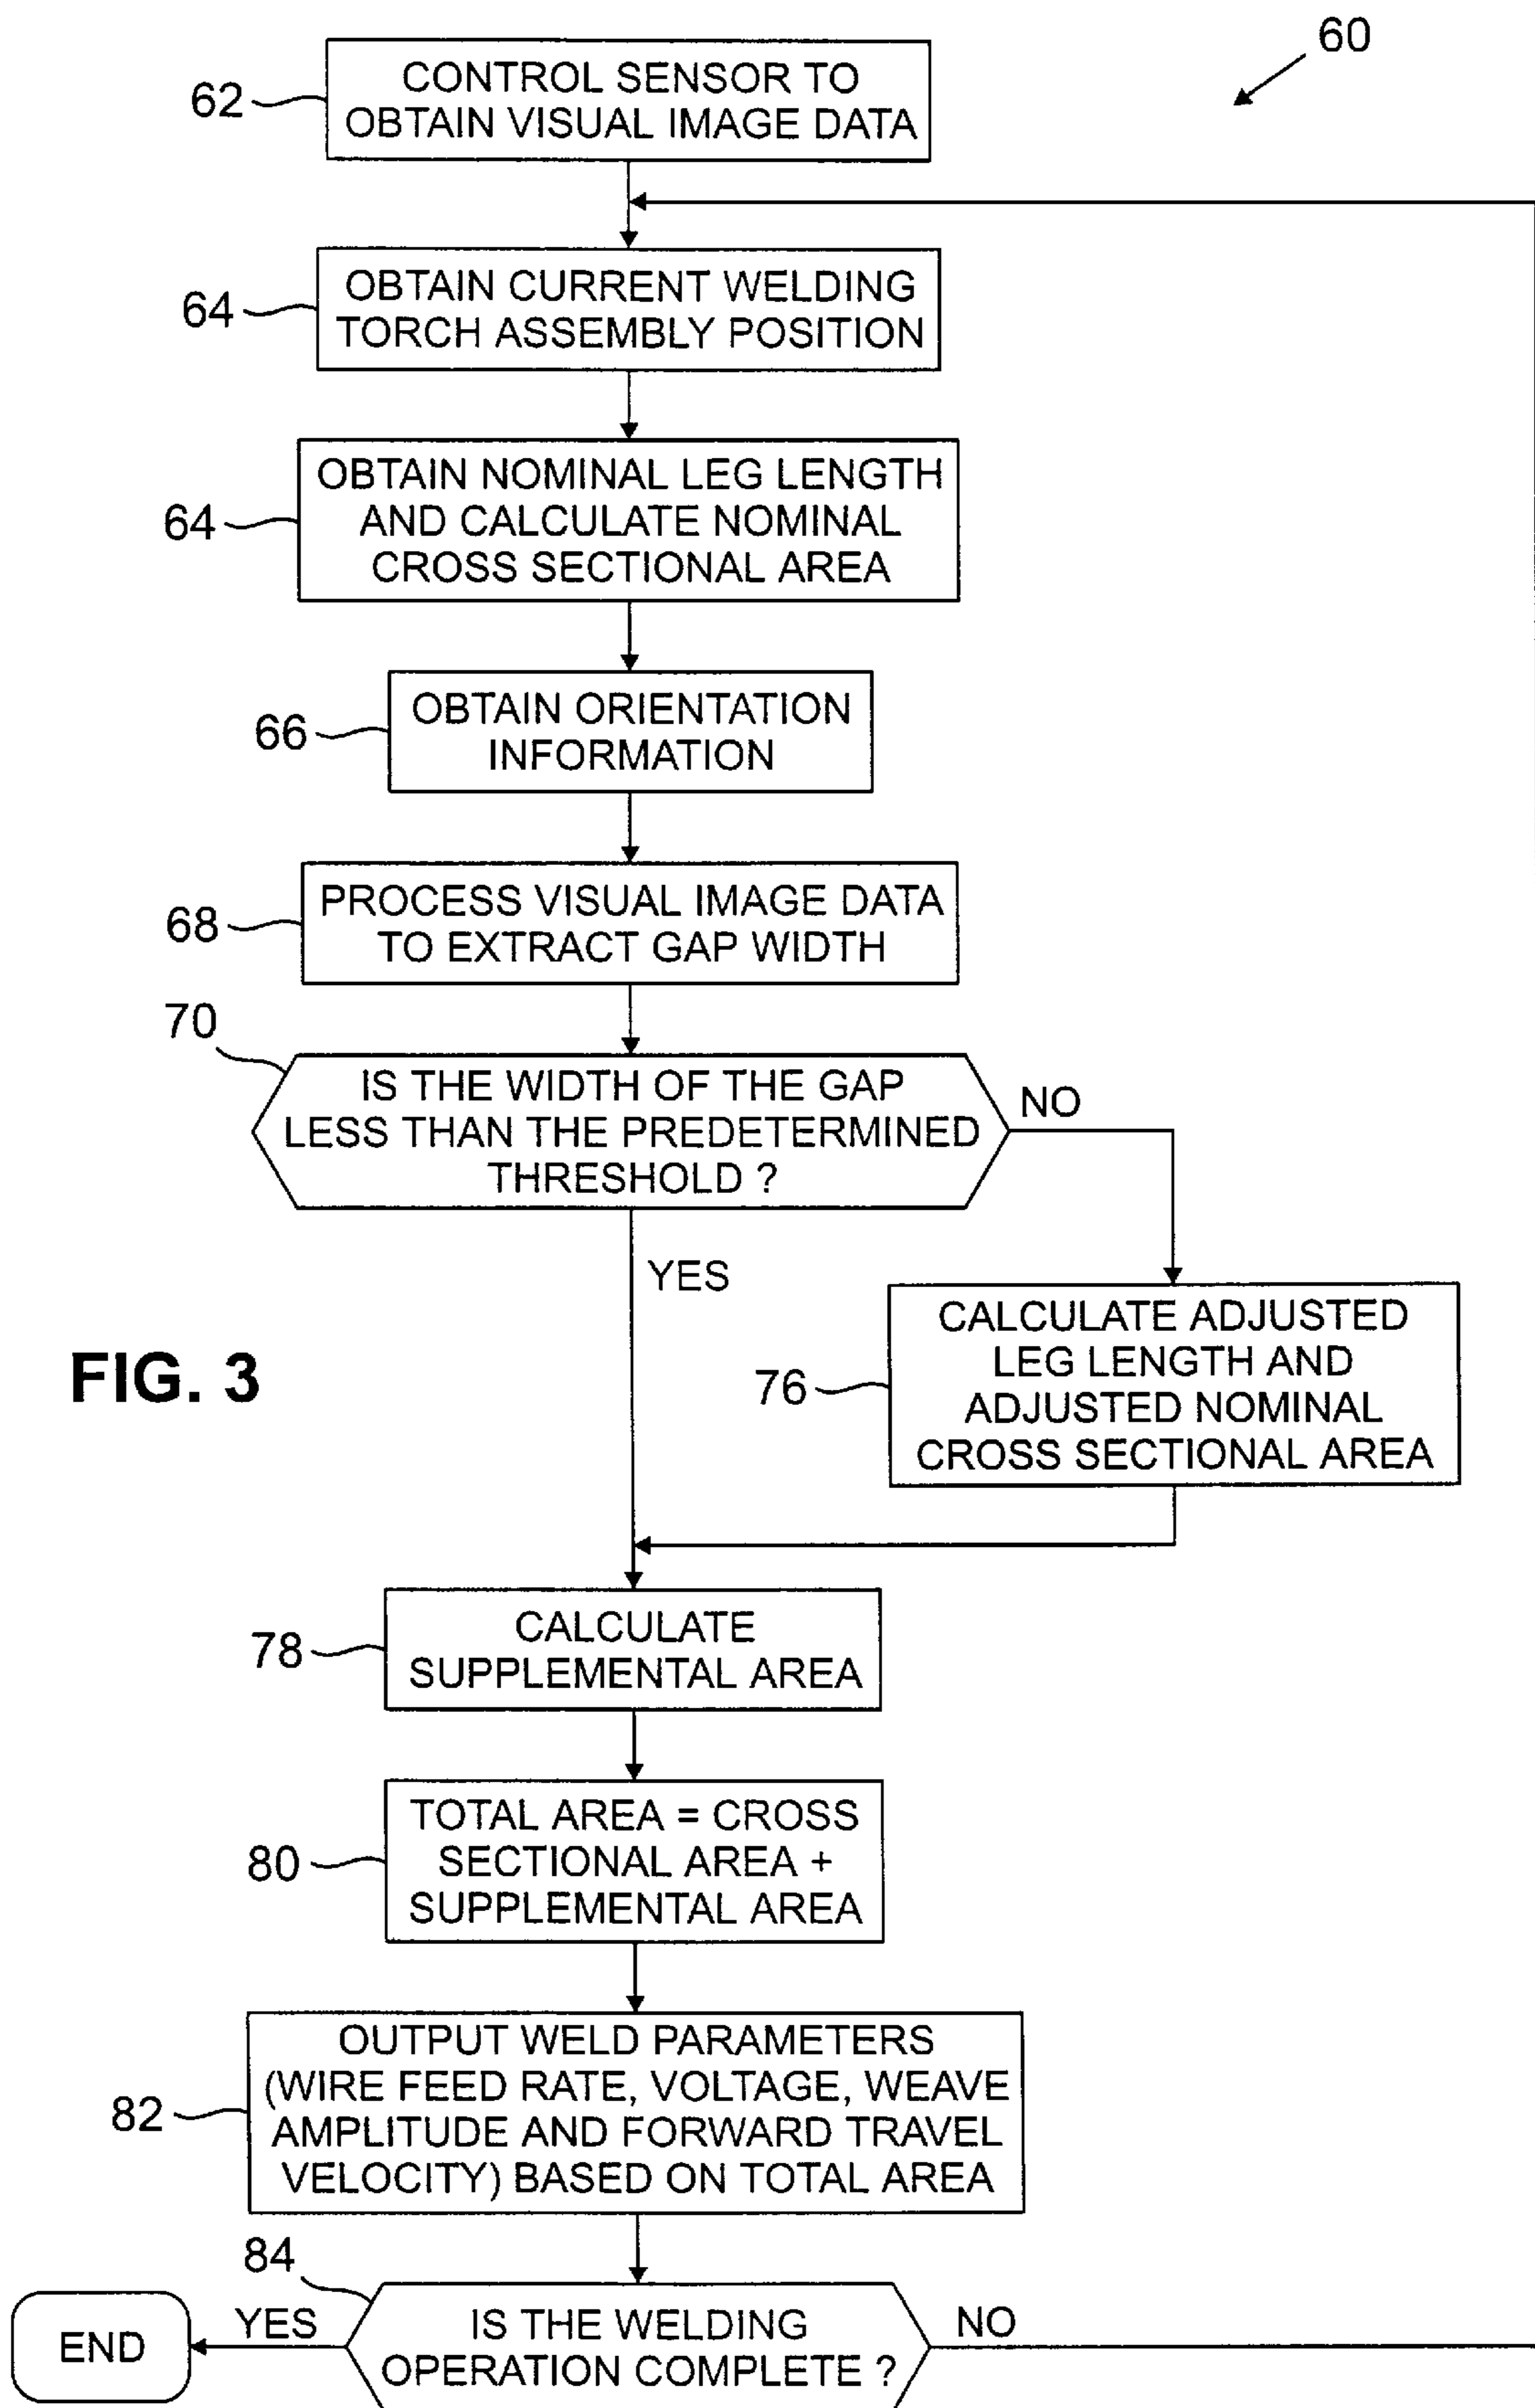 60
62
CONTROL SENSOR TO
OBTAIN VISUAL IMAGE DATA
64
OBTAIN CURRENT WELDING
TORCH ASSEMBLY POSITION
64
OBTAIN NOMINAL LEG LENGTH
AND CALCULATE NOMINAL
CROSS SECTIONAL AREA
66
OBTAIN ORIENTATION
INFORMATION
68
PROCESS VISUAL IMAGE DATA
TO EXTRACT GAP WIDTH
70
IS THE WIDTH OF THE GAP
LESS THAN THE PREDETERMINED
THRESHOLD ?
NO
YES
76
CALCULATE ADJUSTED
LEG LENGTH AND
ADJUSTED NOMINAL
CROSS SECTIONAL AREA
FIG. 3
78
CALCULATE
SUPPLEMENTAL AREA
80
TOTAL AREA = CROSS
SECTIONAL AREA +
SUPPLEMENTAL AREA
82
OUTPUT WELD PARAMETERS
(WIRE FEED RATE, VOLTAGE, WEAVE
AMPLITUDE AND FORWARD TRAVEL
VELOCITY) BASED ON TOTAL AREA
84
IS THE WELDING
OPERATION COMPLETE ?
YES
NO
END